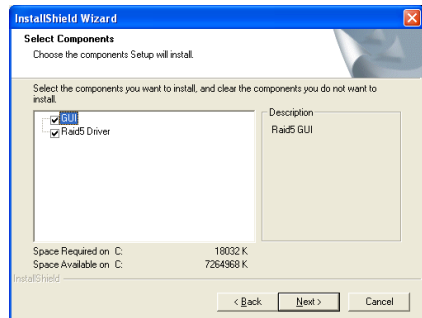 InstallShield Wizard
Select Components
Choose the components Setup will install.
Select the components you want to install, and clear the components you do not want to
install.
GUI
Raid5 Driver
Description
Raid5 GUI
Space Required on C: 18032 K
Space Available on C: 7264968 K
InstallShield
< Back Next > Cancel